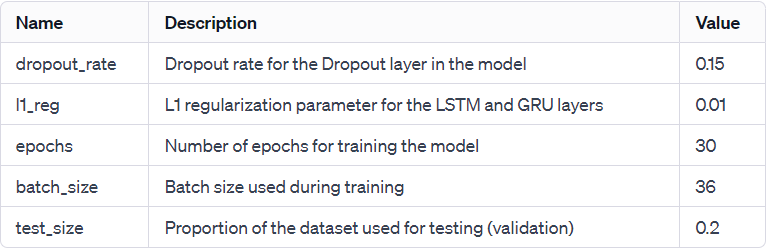 Name Description Value
dropout_rate Dropout rate for the Dropout layer in the model 0.15
l1_reg L1 regularization parameter for the LSTM and GRU layers 0.01
epochs Number of epochs for training the model 30
batch_size Batch size used during training 36
test_size Proportion of the dataset used for testing (validation) 0.2